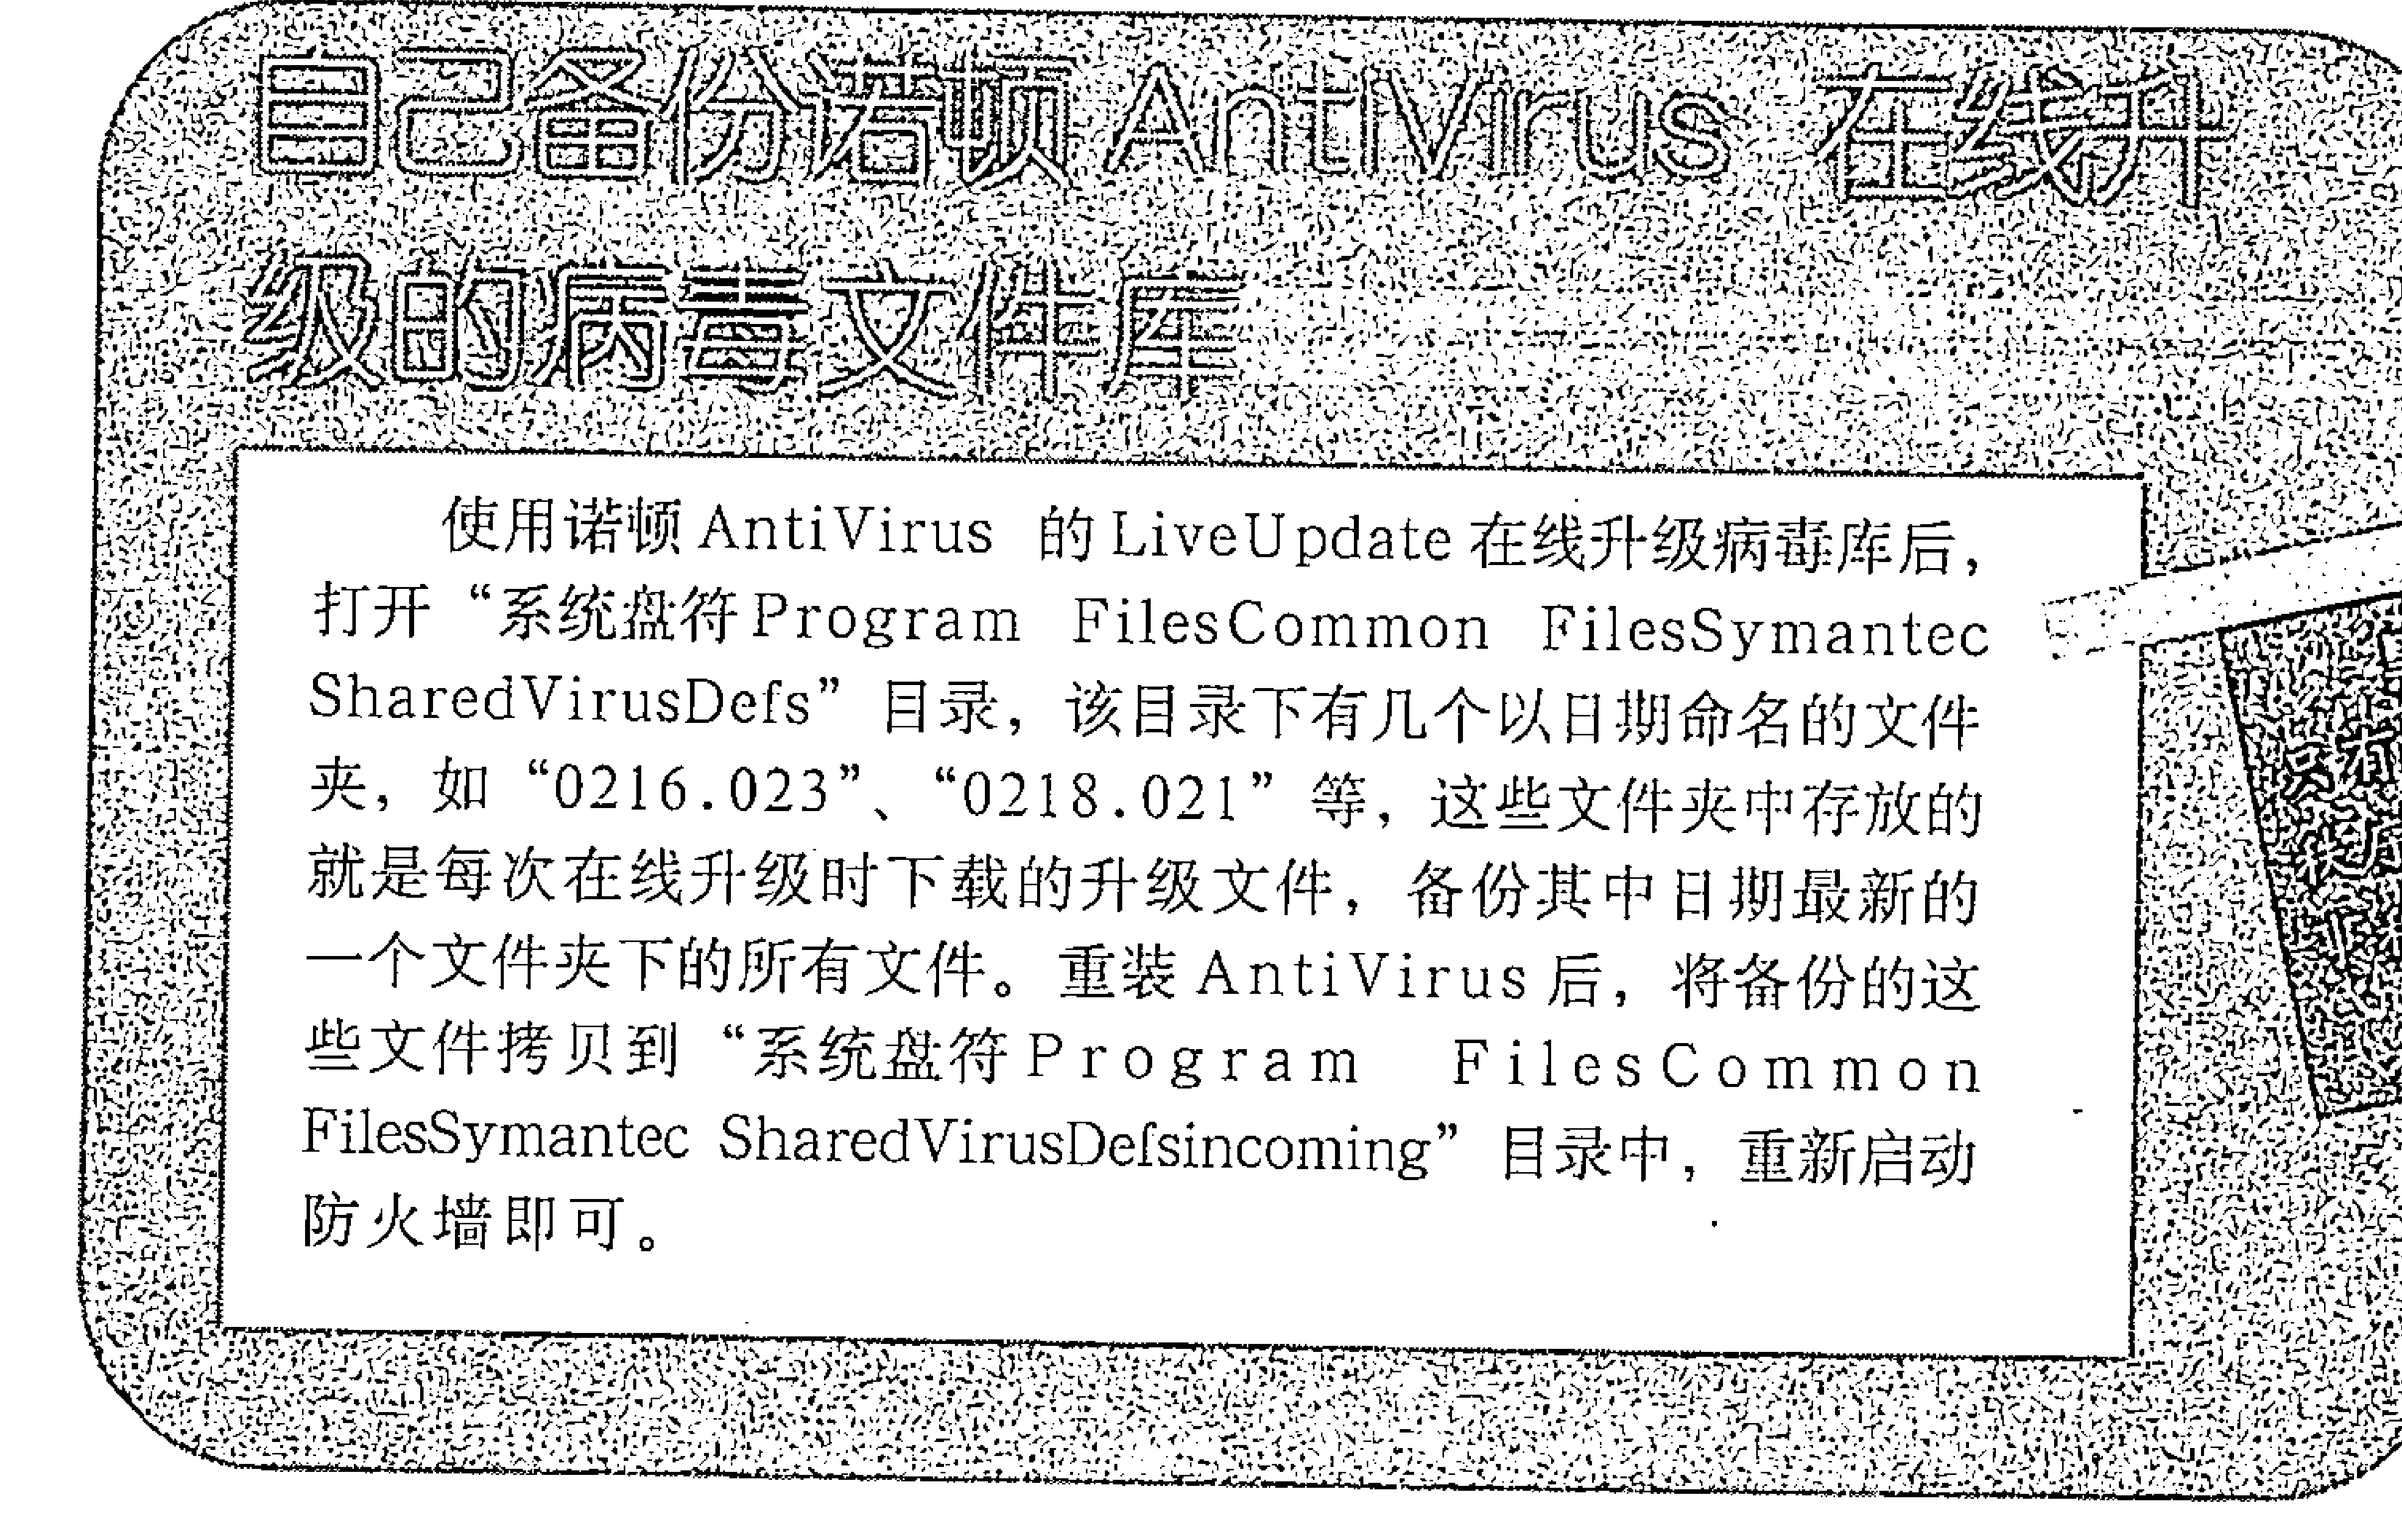 自己备份诺顿 AntiVirus 在线升
级的病毒文件库
使用诺顿 AntiVirus 的 LiveUpdate 在线升级病毒库后，
打开“系统盘符 Program FilesCommon FilesSymantec
SharedVirusDefs”目录，该目录下有几个以日期命名的文件
夹，如“0216.023”、“0218.021”等，这些文件夹中存放的
就是每次在线升级时下载的升级文件，备份其中日期最新的
一个文件夹下的所有文件。重装 AntiVirus 后，将备份的这
些文件拷贝到“系统盘符 Program FilesCommon
FilesSymantec SharedVirusDefsincoming”目录中，重新启动
防火墙即可。